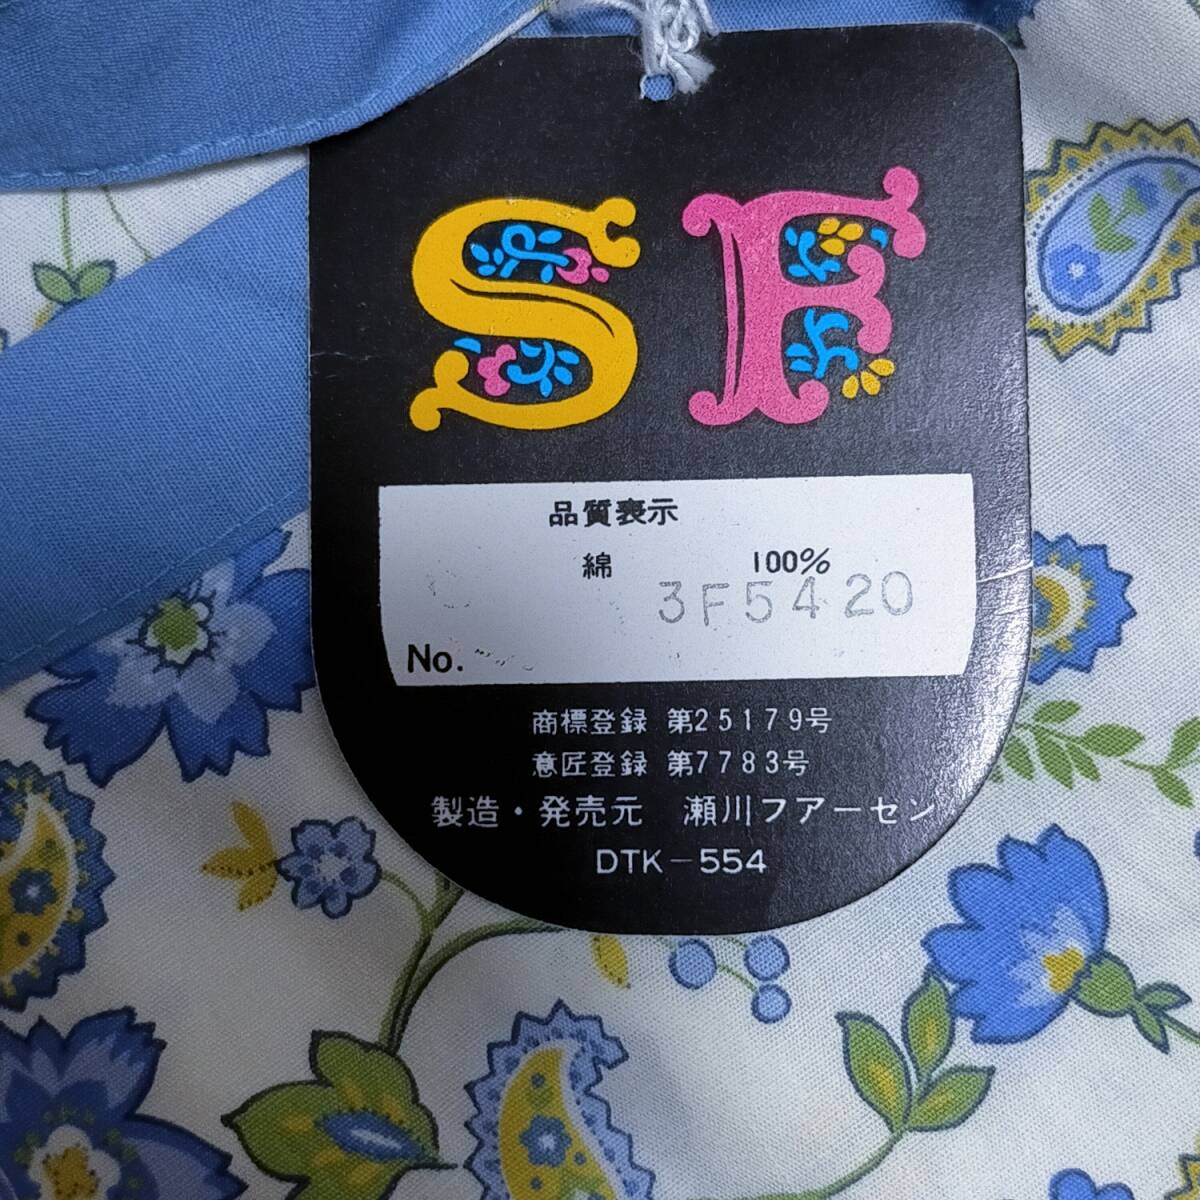 SF
品質表示
綿 100%
3F5420
No.
商標登録 第25179号
意匠登録 第7783号
製造・発売元 瀬川フアーセン
DTK-554